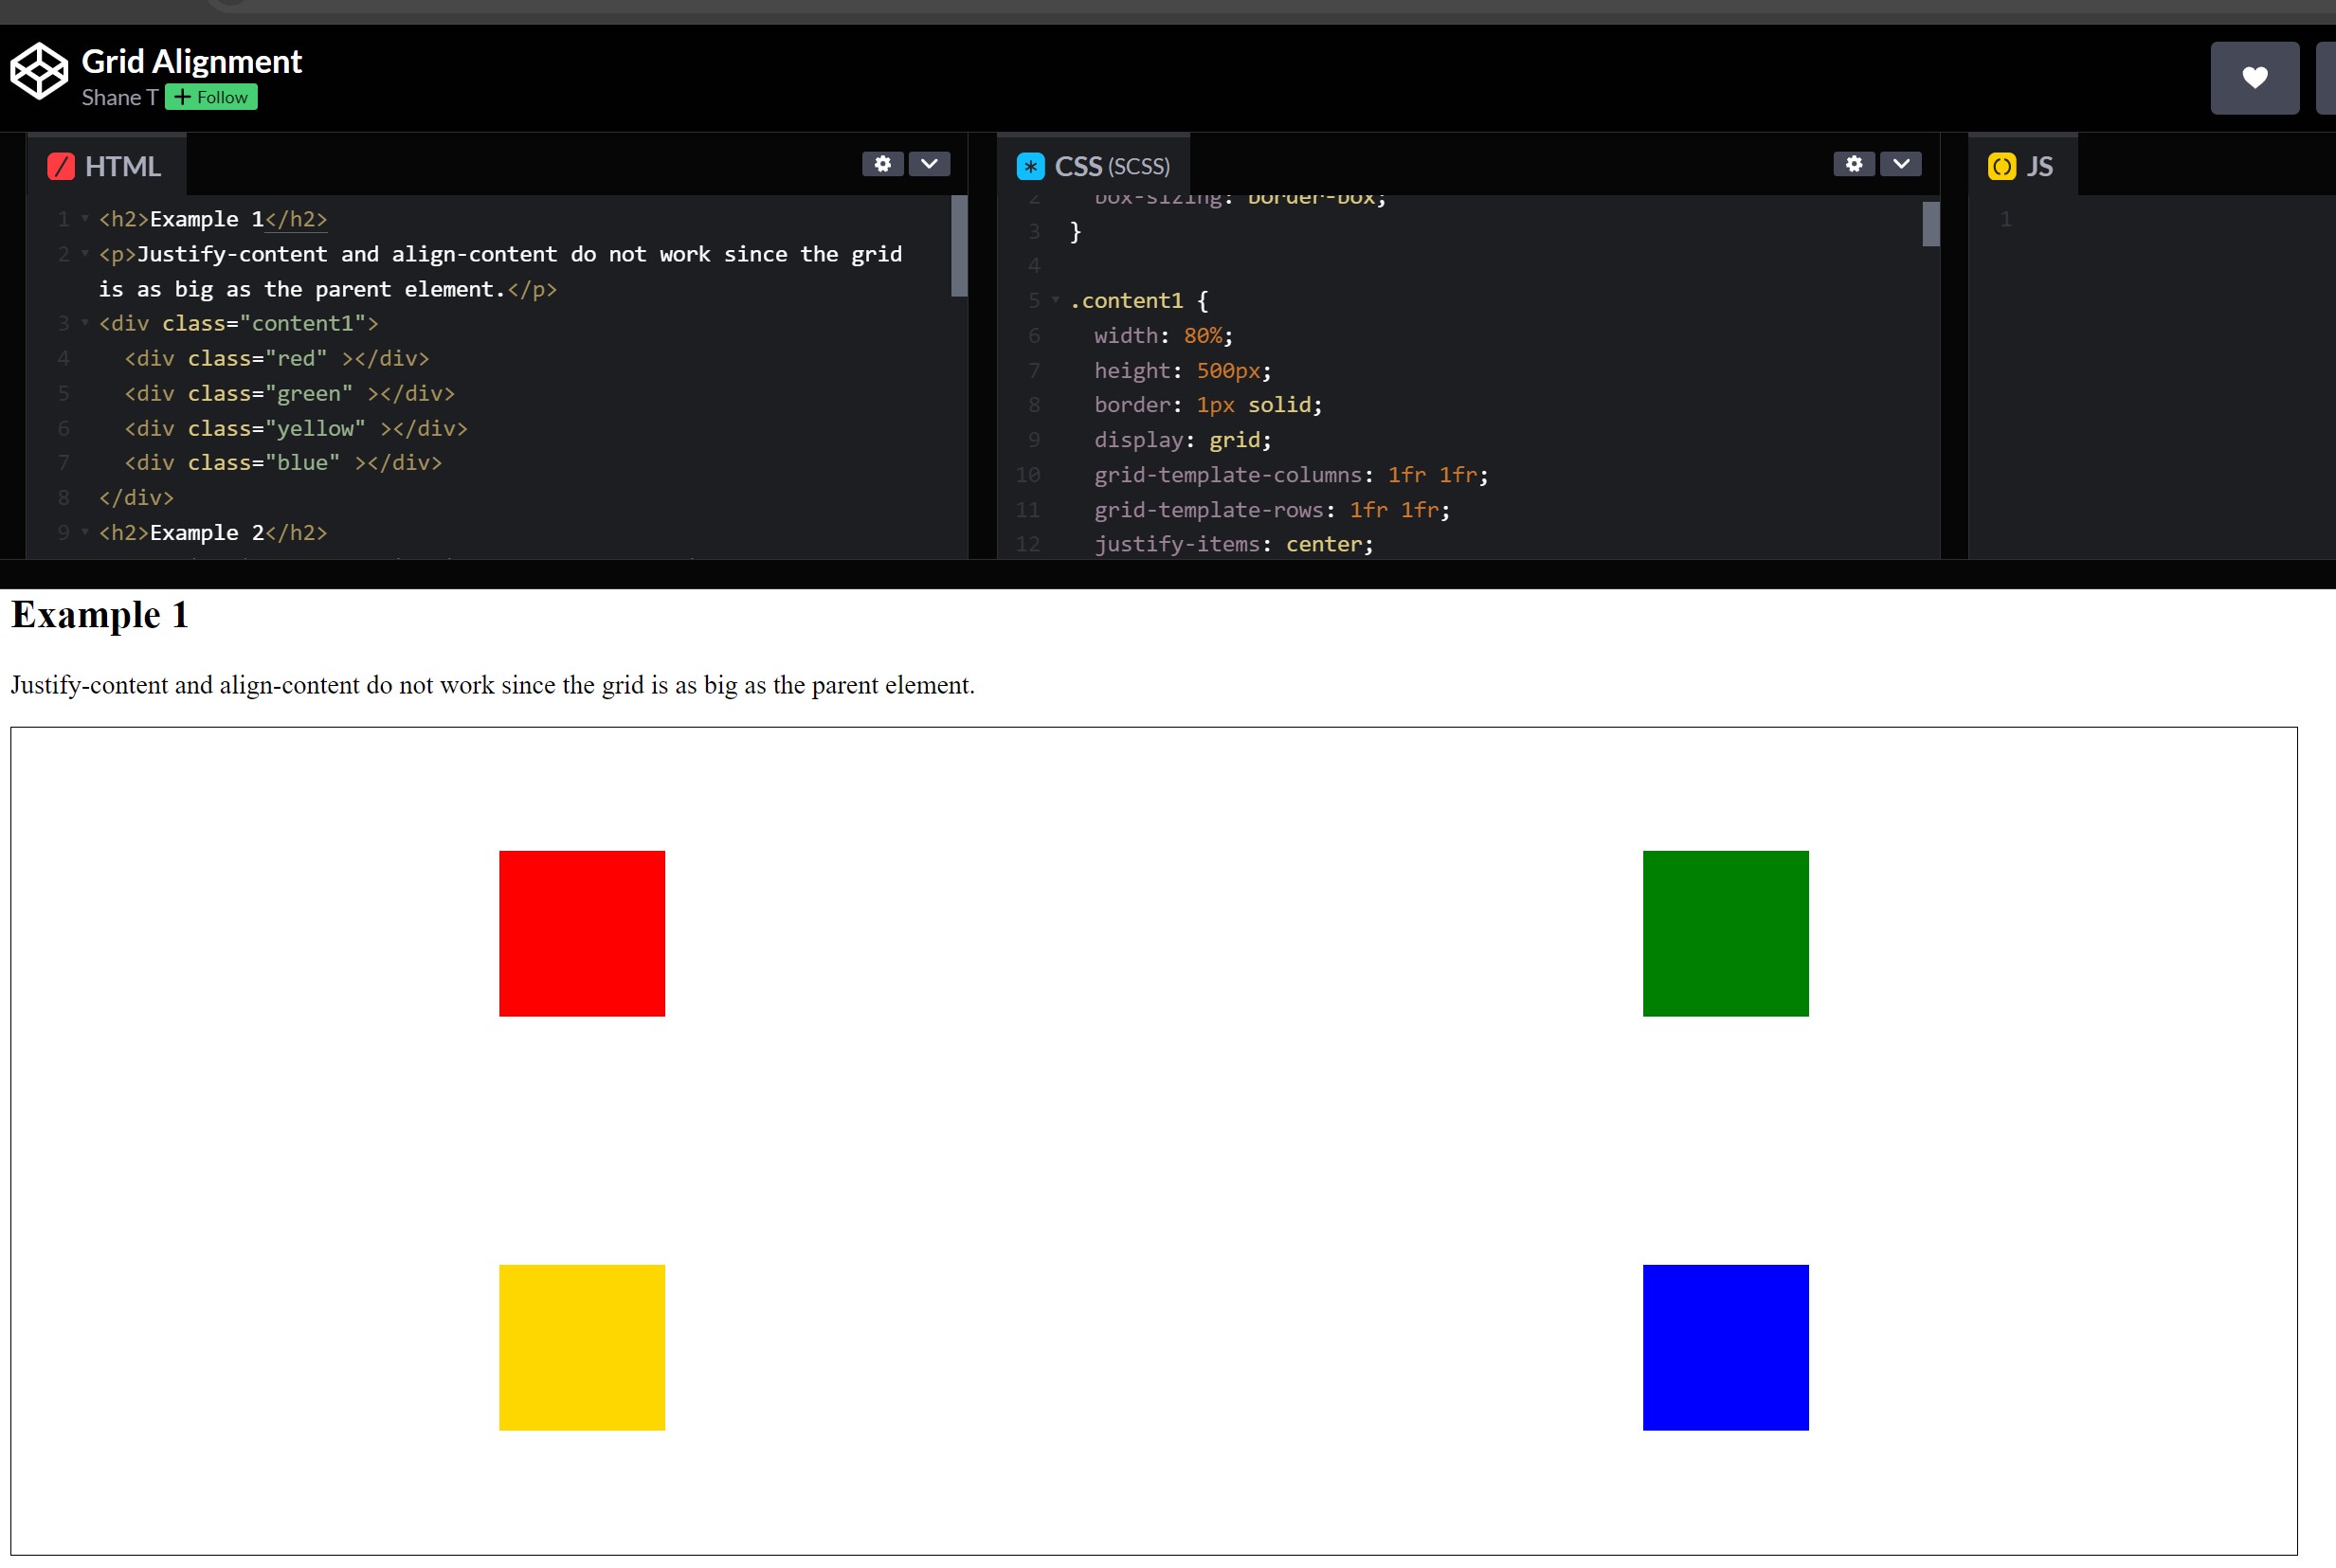 Grid Alignment
Shane T + Follow
HTML
1 <h2>Example 1</h2>
2 <p>Justify-content and align-content do not work since the grid
is as big as the parent element.</p>
3 <div class="content1">
4 <div class="red" ></div>
5 <div class="green" ></div>
6 <div class="yellow" ></div>
7 <div class="blue" ></div>
8 </div>
9 <h2>Example 2</h2>
CSS (SCSS)
2 box-sizing: border-box;
3 }
4
5 .content1 {
6 width: 80%;
7 height: 500px;
8 border: 1px solid;
9 display: grid;
10 grid-template-columns: 1fr 1fr;
11 grid-template-rows: 1fr 1fr;
12 justify-items: center;
JS
1
Example 1
Justify-content and align-content do not work since the grid is as big as the parent element.